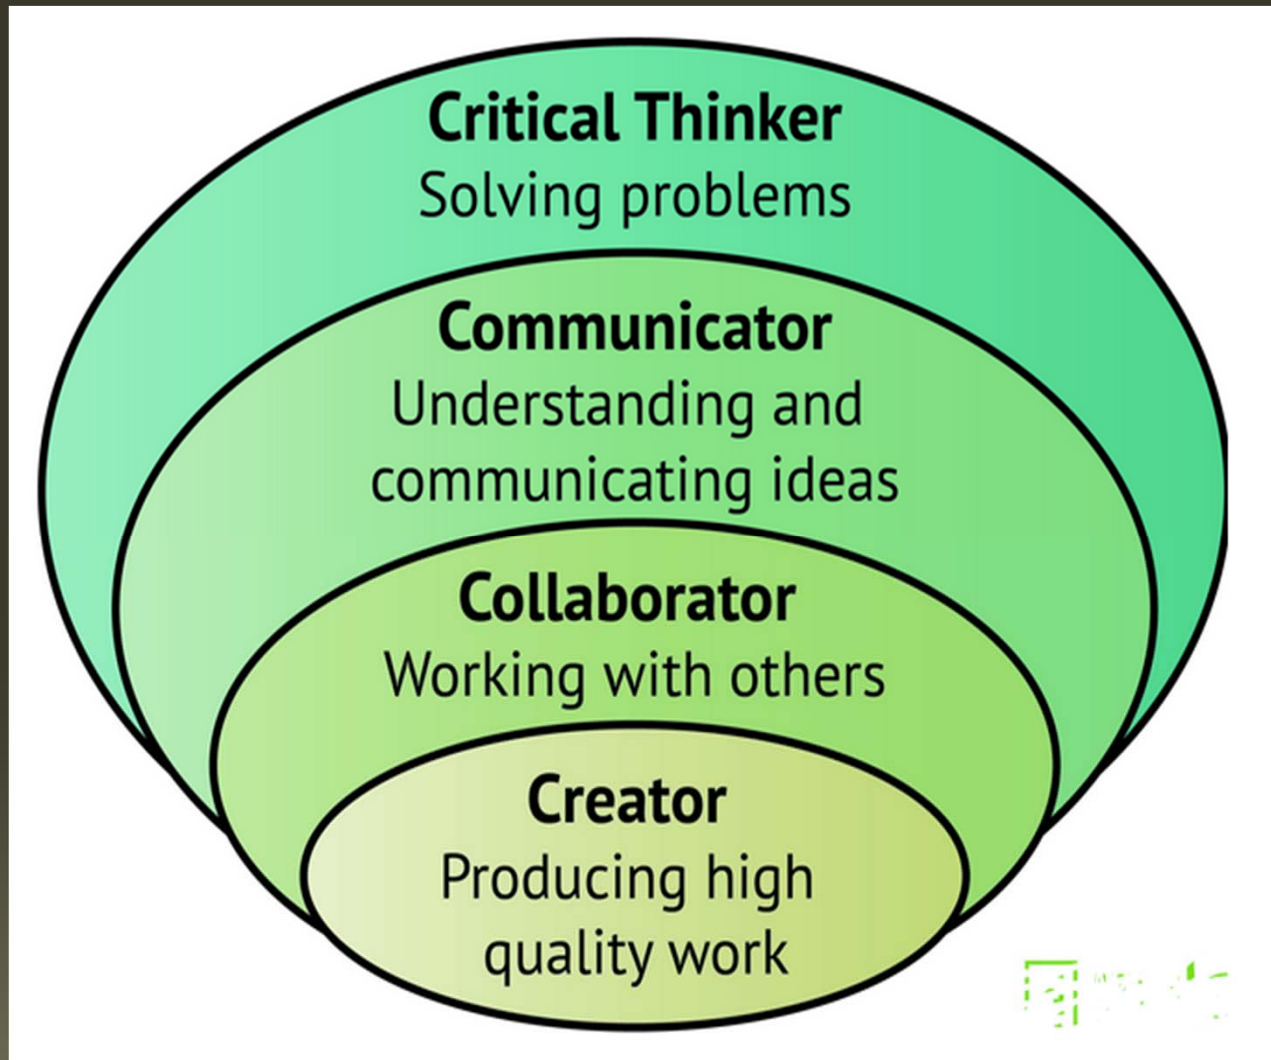 Critical Thinker
Solving problems
Communicator
Understanding and
communicating ideas
Collaborator
Working with others
Creator
Producing high
quality work